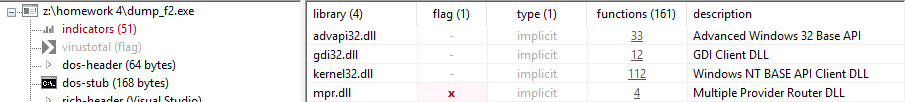 z:\homework 4\dump_f2.exe
indicators (51)
virustotal (flag)
dos-header (64 bytes)
dos-stub (168 bytes)
rich-header (Visual Studio)
library (4) flag (1) type (1) functions (161) description
advapi32.dll - implicit 33 Advanced Windows 32 Base API
gdi32.dll - implicit 12 GDI Client DLL
kernel32.dll - implicit 112 Windows NT BASE API Client DLL
mpr.dll x implicit 4 Multiple Provider Router DLL